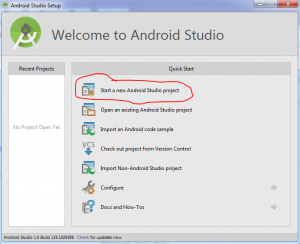 Android Studio Setup
Welcome to Android Studio
Recent Projects
No Project Open Yet
Quick Start
Start a new Android Studio project
Open an existing Android Studio project
Import an Android code sample
VCS
Check out project from Version Control
Import Non-Android Studio project
Configure
Docs and How-Tos
Android Studio 1.0 Build 135.1629389. Check for updates now.